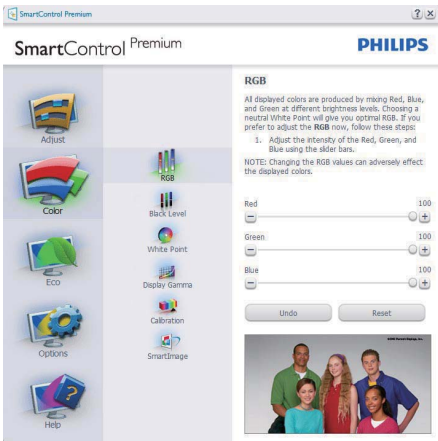 SmartControl Premium
? X
SmartControl Premium
PHILIPS
Adjust
Color
Eco
Options
Help
RGB
Black Level
White Point
Display Gamma
Calibration
SmartImage
RGB
All displayed colors are produced by mixing Red, Blue,
and Green at different brightness levels. Choosing a
neutral White Point will give you optimal RGB. If you
prefer to adjust the RGB now, follow these steps:
1. Adjust the intensity of the Red, Green, and
Blue using the slider bars.
NOTE: Changing the RGB values can adversely effect
the displayed colors.
Red 100
Green 100
Blue 100
Undo Reset